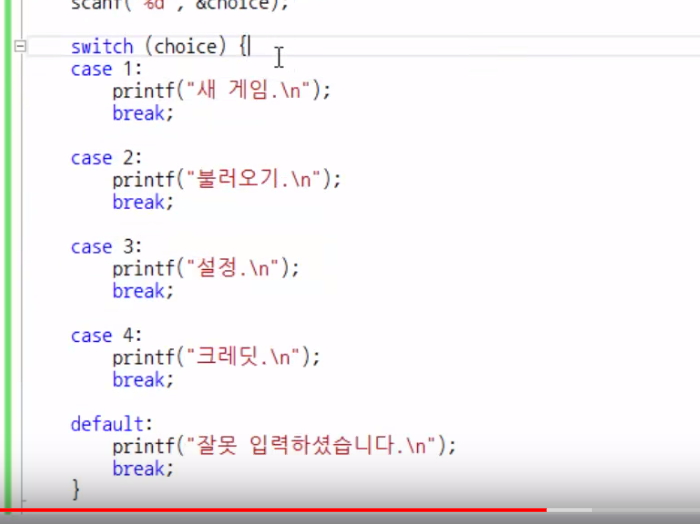 scanf("%d", &choice);
switch (choice) {
case 1:
printf("새 게임.\n");
break;
case 2:
printf("불러오기.\n");
break;
case 3:
printf("설정.\n");
break;
case 4:
printf("크레딧.\n");
break;
default:
printf("잘못 입력하셨습니다.\n");
break;
}